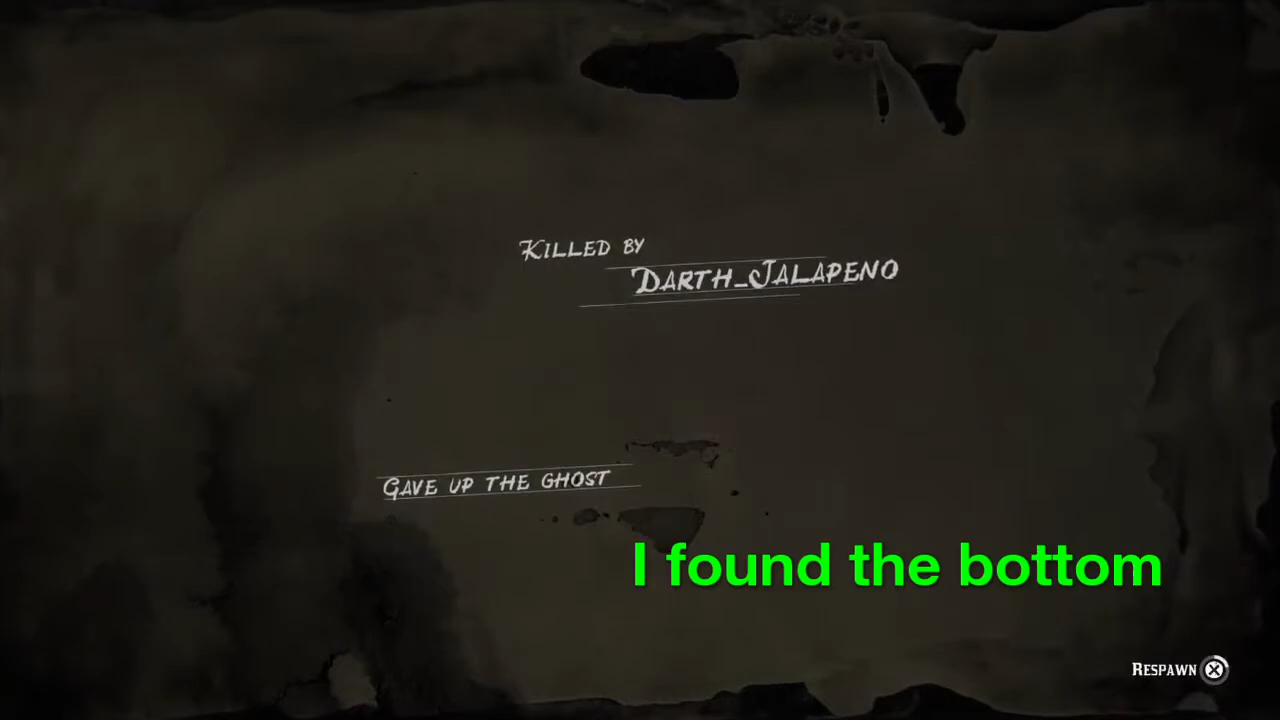 KILLED BY
DARTH_JALAPENO
GAVE UP THE GHOST
I found the bottom
RESPAWN